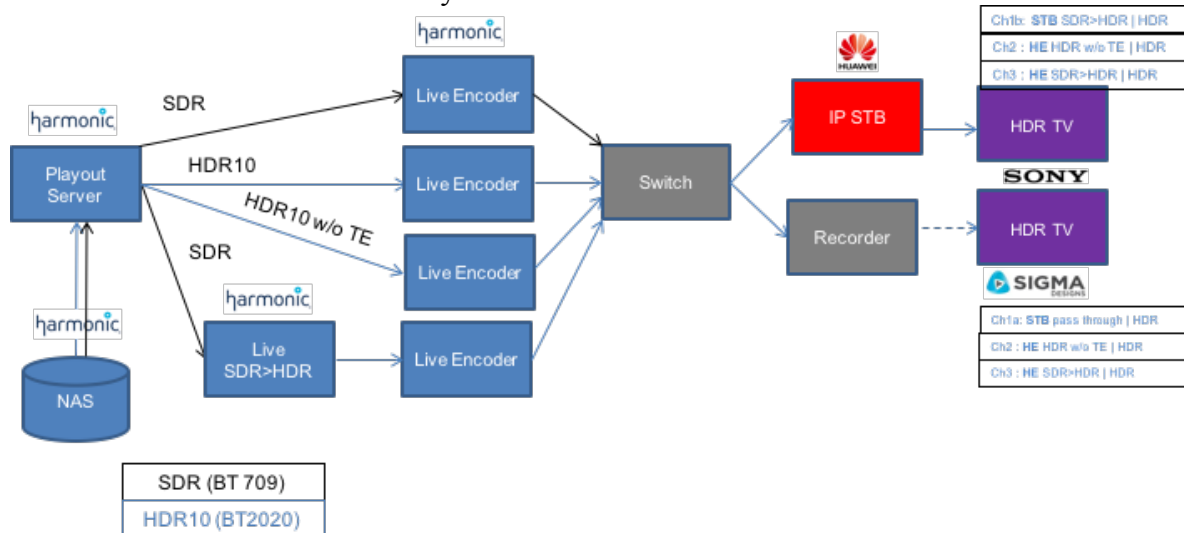 y
harmonic
Ch1b: STB SDR>HDR | HDR
Ch2 : HE HDR w/o TE | HDR
Ch3 : HE SDR>HDR | HDR
HUAWEI
SDR
Live Encoder
IP STB
HDR TV
harmonic
Playout
Server
HDR10
Live Encoder
Switch
SONY
HDR10 w/o TE
Recorder
HDR TV
SDR
Live Encoder
SIGMA
DESIGNS
harmonic
harmonic
Ch1a: STB pass through | HDR
Ch2 : HE HDR w/o TE | HDR
Ch3 : HE SDR>HDR | HDR
Live
SDR>HDR
Live Encoder
NAS
SDR (BT 709)
HDR10 (BT2020)